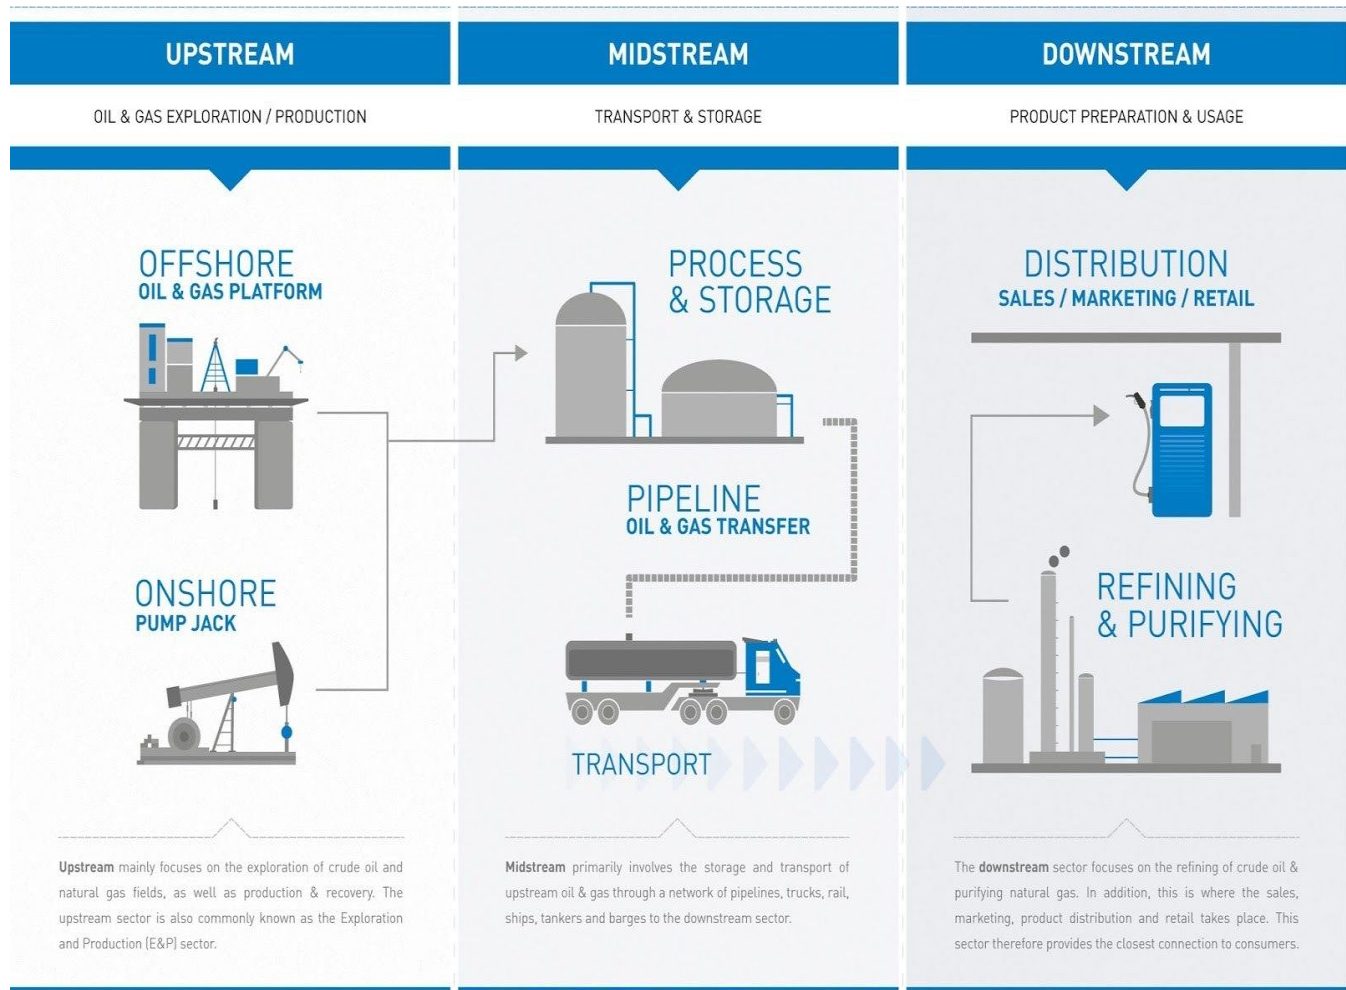 UPSTREAM
OIL & GAS EXPLORATION / PRODUCTION
OFFSHORE
OIL & GAS PLATFORM
ONSHORE
PUMP JACK
Upstream mainly focuses on the exploration of crude oil and
natural gas fields, as well as production & recovery. The
upstream sector is also commonly known as the Exploration
and Production (E&P) sector.
MIDSTREAM
TRANSPORT & STORAGE
PROCESS
& STORAGE
PIPELINE
OIL & GAS TRANSFER
TRANSPORT
Midstream primarily involves the storage and transport of
upstream oil & gas through a network of pipelines, trucks, rail,
ships, tankers and barges to the downstream sector.
DOWNSTREAM
PRODUCT PREPARATION & USAGE
DISTRIBUTION
SALES / MARKETING / RETAIL
REFINING
& PURIFYING
The downstream sector focuses on the refining of crude oil &
purifying natural gas. In addition, this is where the sales,
marketing, product distribution and retail takes place. This
sector therefore provides the closest connection to consumers.